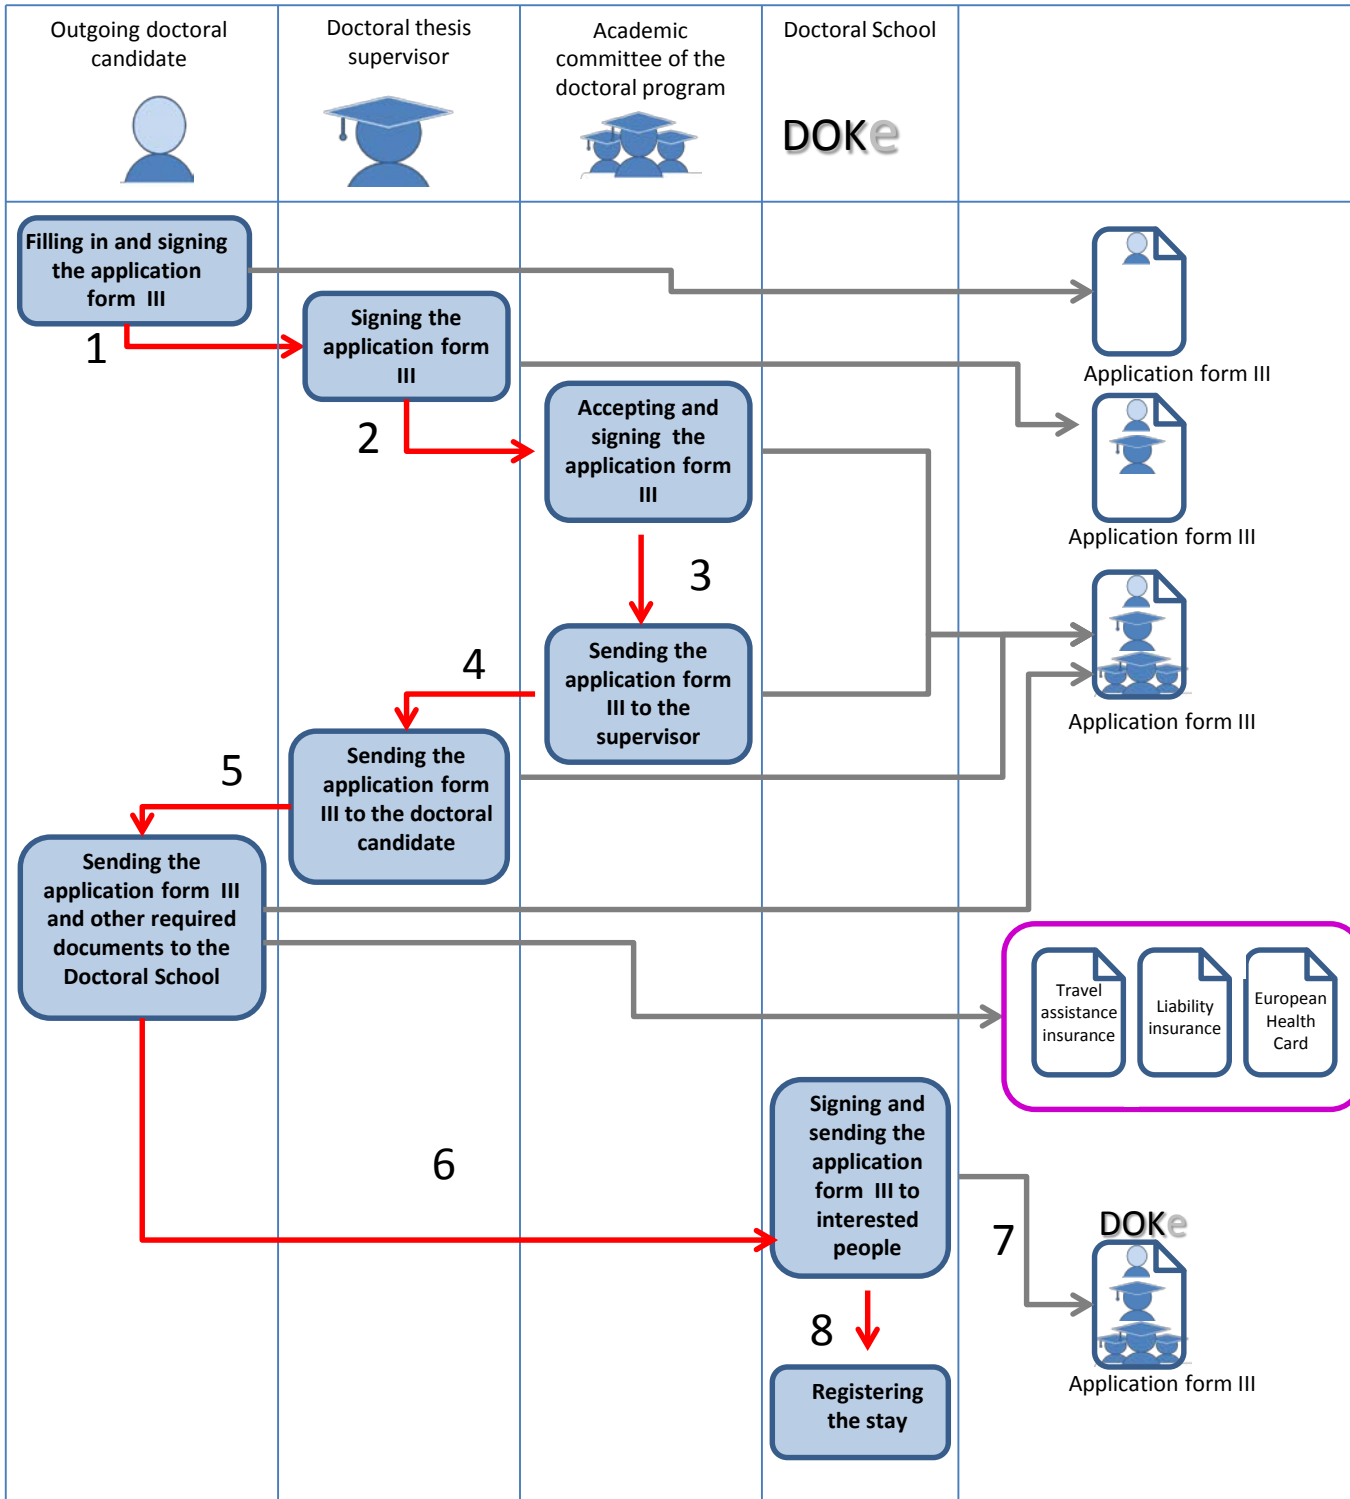 Outgoing doctoral
candidate
Doctoral thesis
supervisor
Academic
committee of the
doctoral program
Doctoral School
DOKe
Filling in and signing
the application
form III
1
Signing the
application form
III
2
Accepting and
signing the
application form
III
3
Sending the
application form
III to the
supervisor
4
Sending the
application form
III to the doctoral
candidate
5
Sending the
application form III
and other required
documents to the
Doctoral School
6
Signing and
sending the
application
form III to
interested
people
7
8
Registering
the stay
Application form III
Application form III
Application form III
Travel
assistance
insurance
Liability
insurance
European
Health
Card
DOKe
Application form III